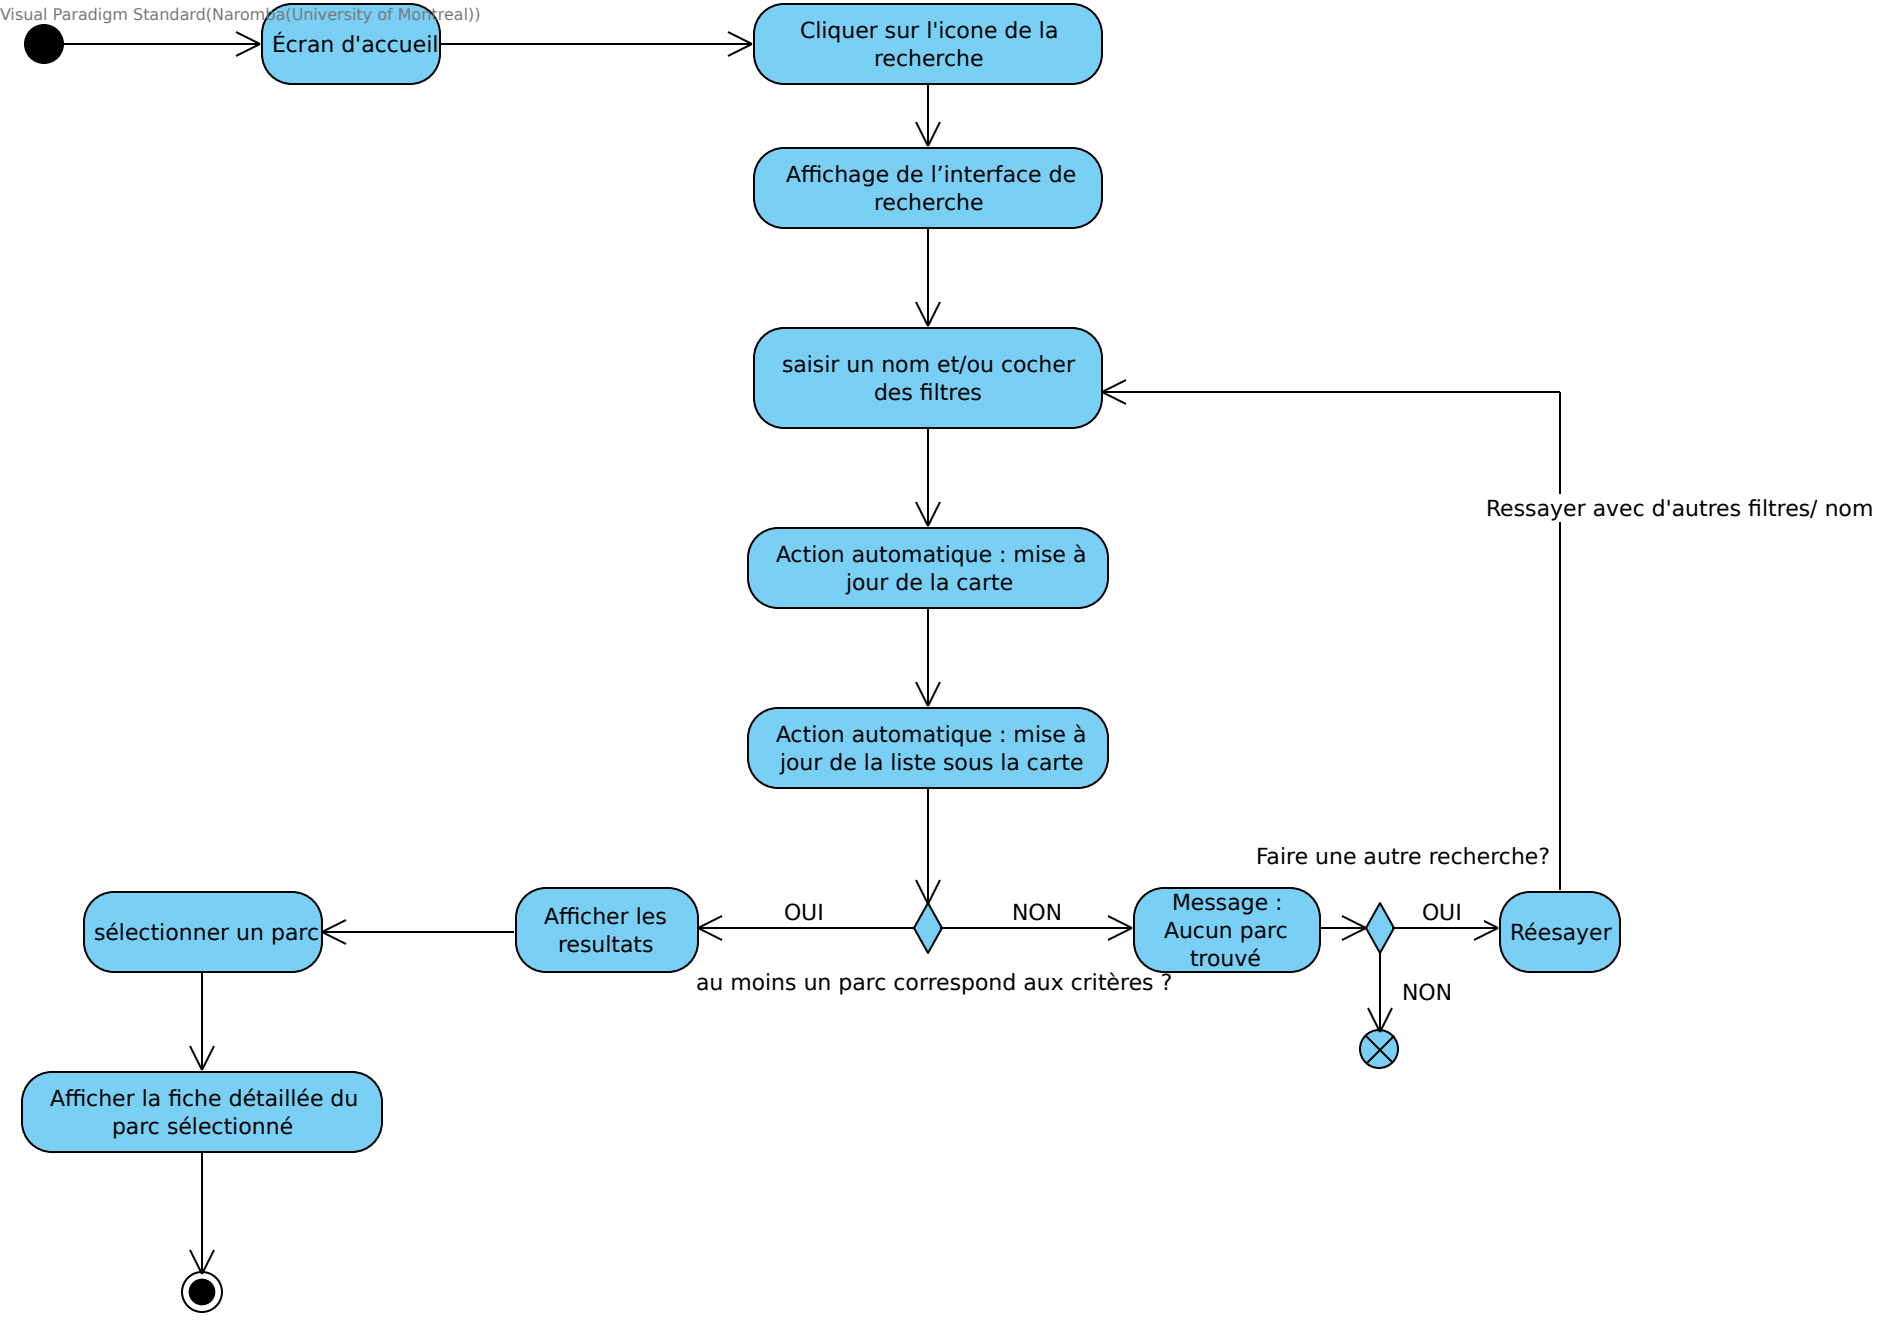 Visual Paradigm Standard(Naromba(University of Montreal))
Écran d'accueil
Cliquer sur l'icone de la
recherche
Affichage de l’interface de
recherche
saisir un nom et/ou cocher
des filtres
Ressayer avec d'autres filtres/ nom
Action automatique : mise à
jour de la carte
Action automatique : mise à
jour de la liste sous la carte
Faire une autre recherche?
sélectionner un parc
Afficher les
resultats
OUI
NON
Message :
Aucun parc
trouvé
OUI
Réesayer
au moins un parc correspond aux critères ?
NON
Afficher la fiche détaillée du
parc sélectionné